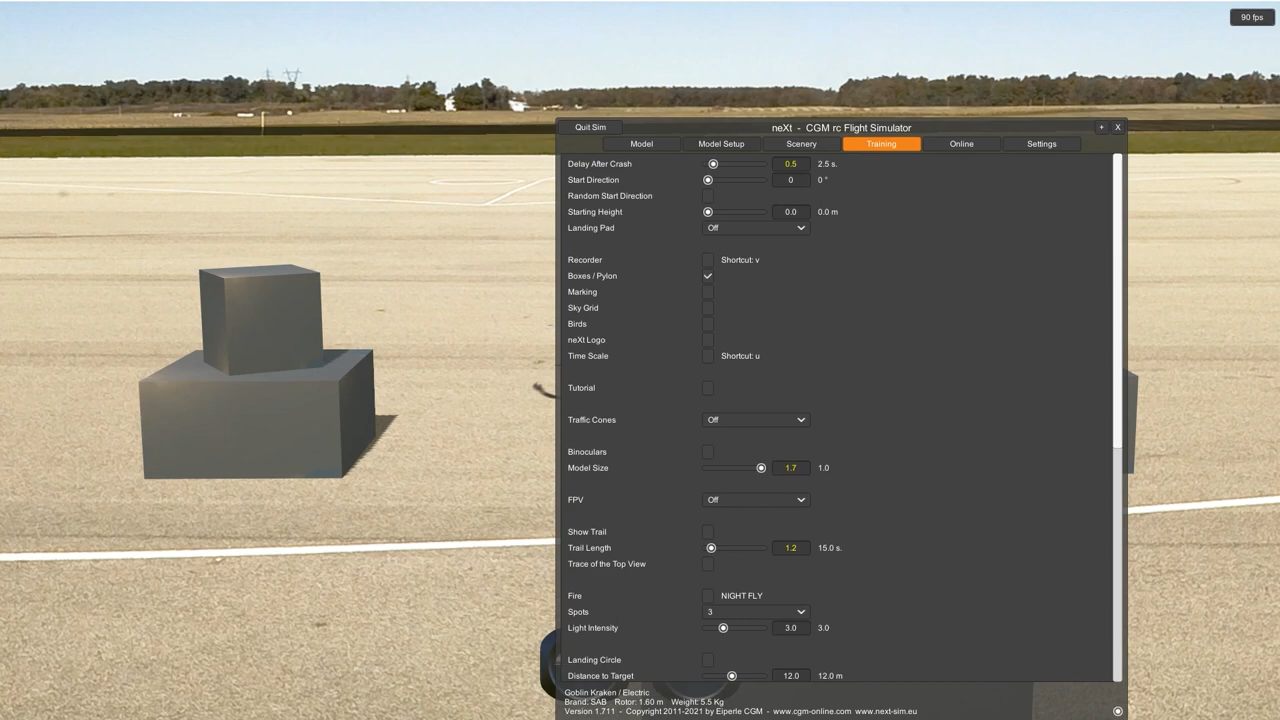 90 fps
Quit Sim neXt - CGM rc Flight Simulator + X
Model Model Setup Scenery Training Online Settings
Delay After Crash 0.5 2.5 s.
Start Direction 0 0 °
Random Start Direction
Starting Height 0.0 0.0 m
Landing Pad Off
Recorder Shortcut: v
Boxes / Pylon
Marking
Sky Grid
Birds
neXt Logo
Time Scale Shortcut: u
Tutorial
Traffic Cones Off
Binoculars
Model Size 1.7 1.0
FPV Off
Show Trail
Trail Length 1.2 15.0 s.
Trace of the Top View
Fire NIGHT FLY
Spots 3
Light Intensity 3.0 3.0
Landing Circle
Distance to Target 12.0 12.0 m
Goblin Kraken / Electric
Brand: SAB Rotor: 1.60 m Weight: 5.5 Kg
Version 1.711 - Copyright 2011-2021 by Eiperle CGM - www.cgm-online.com www.next-sim.eu